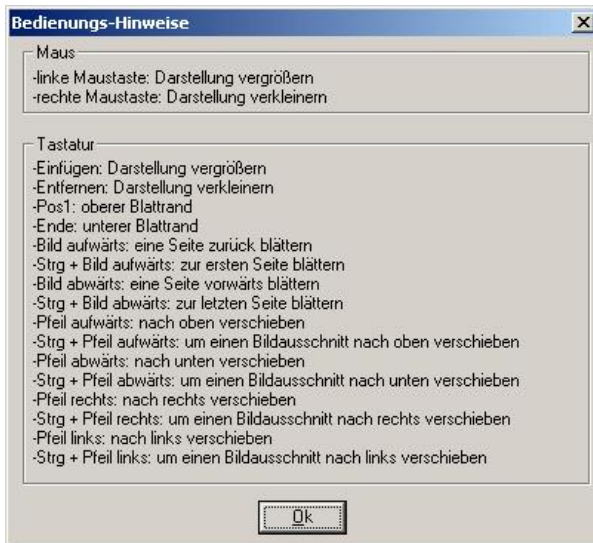 Bedienungs-Hinweise
Maus
-linke Maustaste: Darstellung vergrößern
-rechte Maustaste: Darstellung verkleinern
Tastatur
-Einfügen: Darstellung vergrößern
-Entfernen: Darstellung verkleinern
-Pos1: oberer Blattrand
-Ende: unterer Blattrand
-Bild aufwärts: eine Seite zurück blättern
-Strg + Bild aufwärts: zur ersten Seite blättern
-Bild abwärts: eine Seite vorwärts blättern
-Strg + Bild abwärts: zur letzten Seite blättern
-Pfeil aufwärts: nach oben verschieben
-Strg + Pfeil aufwärts: um einen Bildausschnitt nach oben verschieben
-Pfeil abwärts: nach unten verschieben
-Strg + Pfeil abwärts: um einen Bildausschnitt nach unten verschieben
-Pfeil rechts: nach rechts verschieben
-Strg + Pfeil rechts: um einen Bildausschnitt nach rechts verschieben
-Pfeil links: nach links verschieben
-Strg + Pfeil links: um einen Bildausschnitt nach links verschieben
Ok